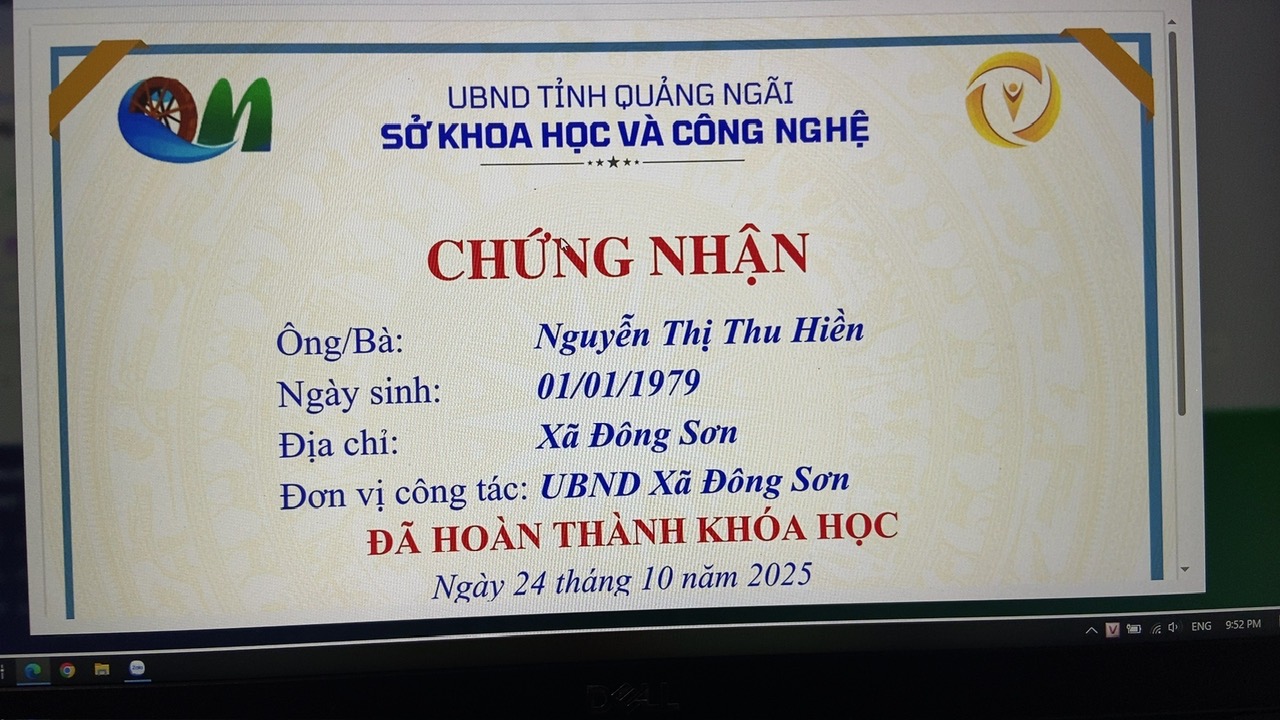 QM
UBND TỈNH QUẢNG NGÃI
SỞ KHOA HỌC VÀ CÔNG NGHỆ
CHỨNG NHẬN
Ông/Bà: Nguyễn Thị Thu Hiền
Ngày sinh: 01/01/1979
Địa chỉ: Xã Đông Sơn
Đơn vị công tác: UBND Xã Đông Sơn
ĐÃ HOÀN THÀNH KHÓA HỌC
Ngày 24 tháng 10 năm 2025
V ENG 9:52 PM
DELL